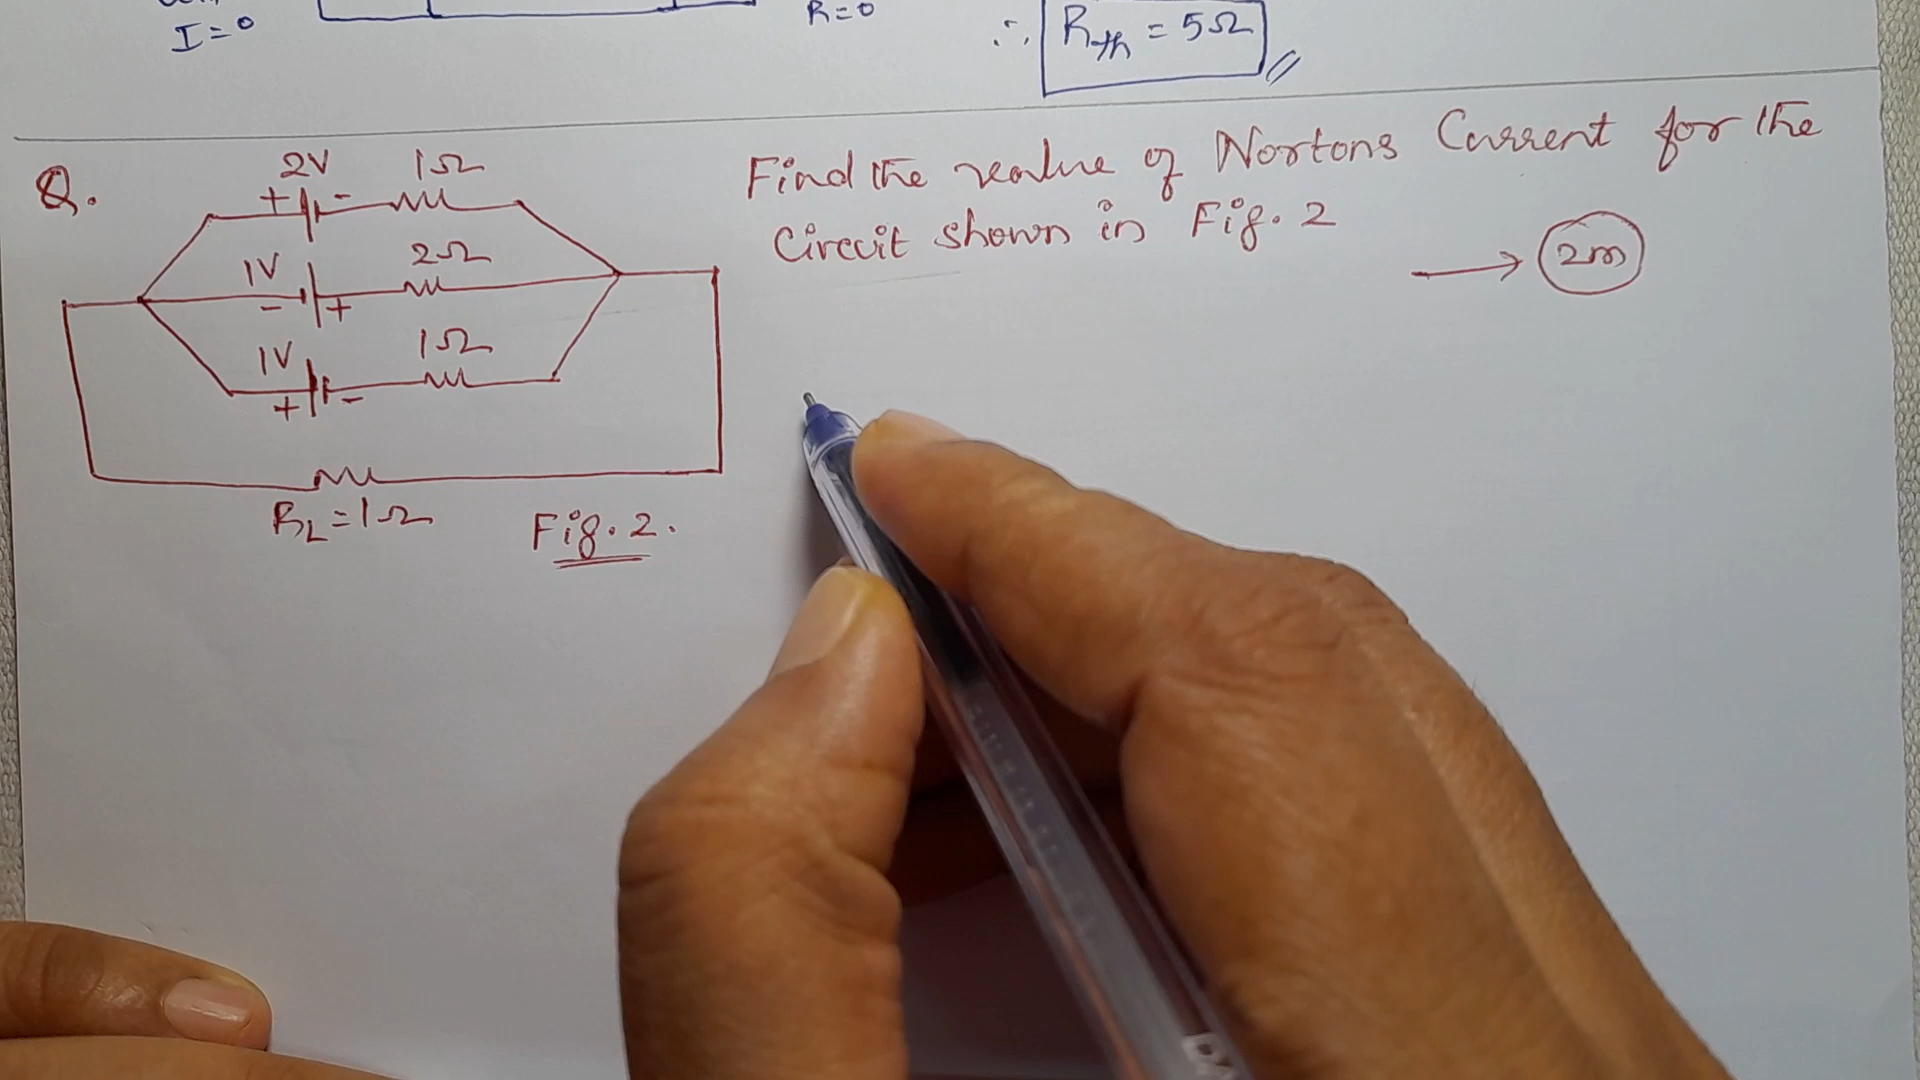 I=0
R=0
∴ Rth = 5Ω
Q.
Find the value of Nortons Current for the
Circuit shown in Fig. 2
→ 2m
2V 1Ω
+ -
1V 2Ω
- +
1V 1Ω
+ -
RL=1Ω
Fig. 2.